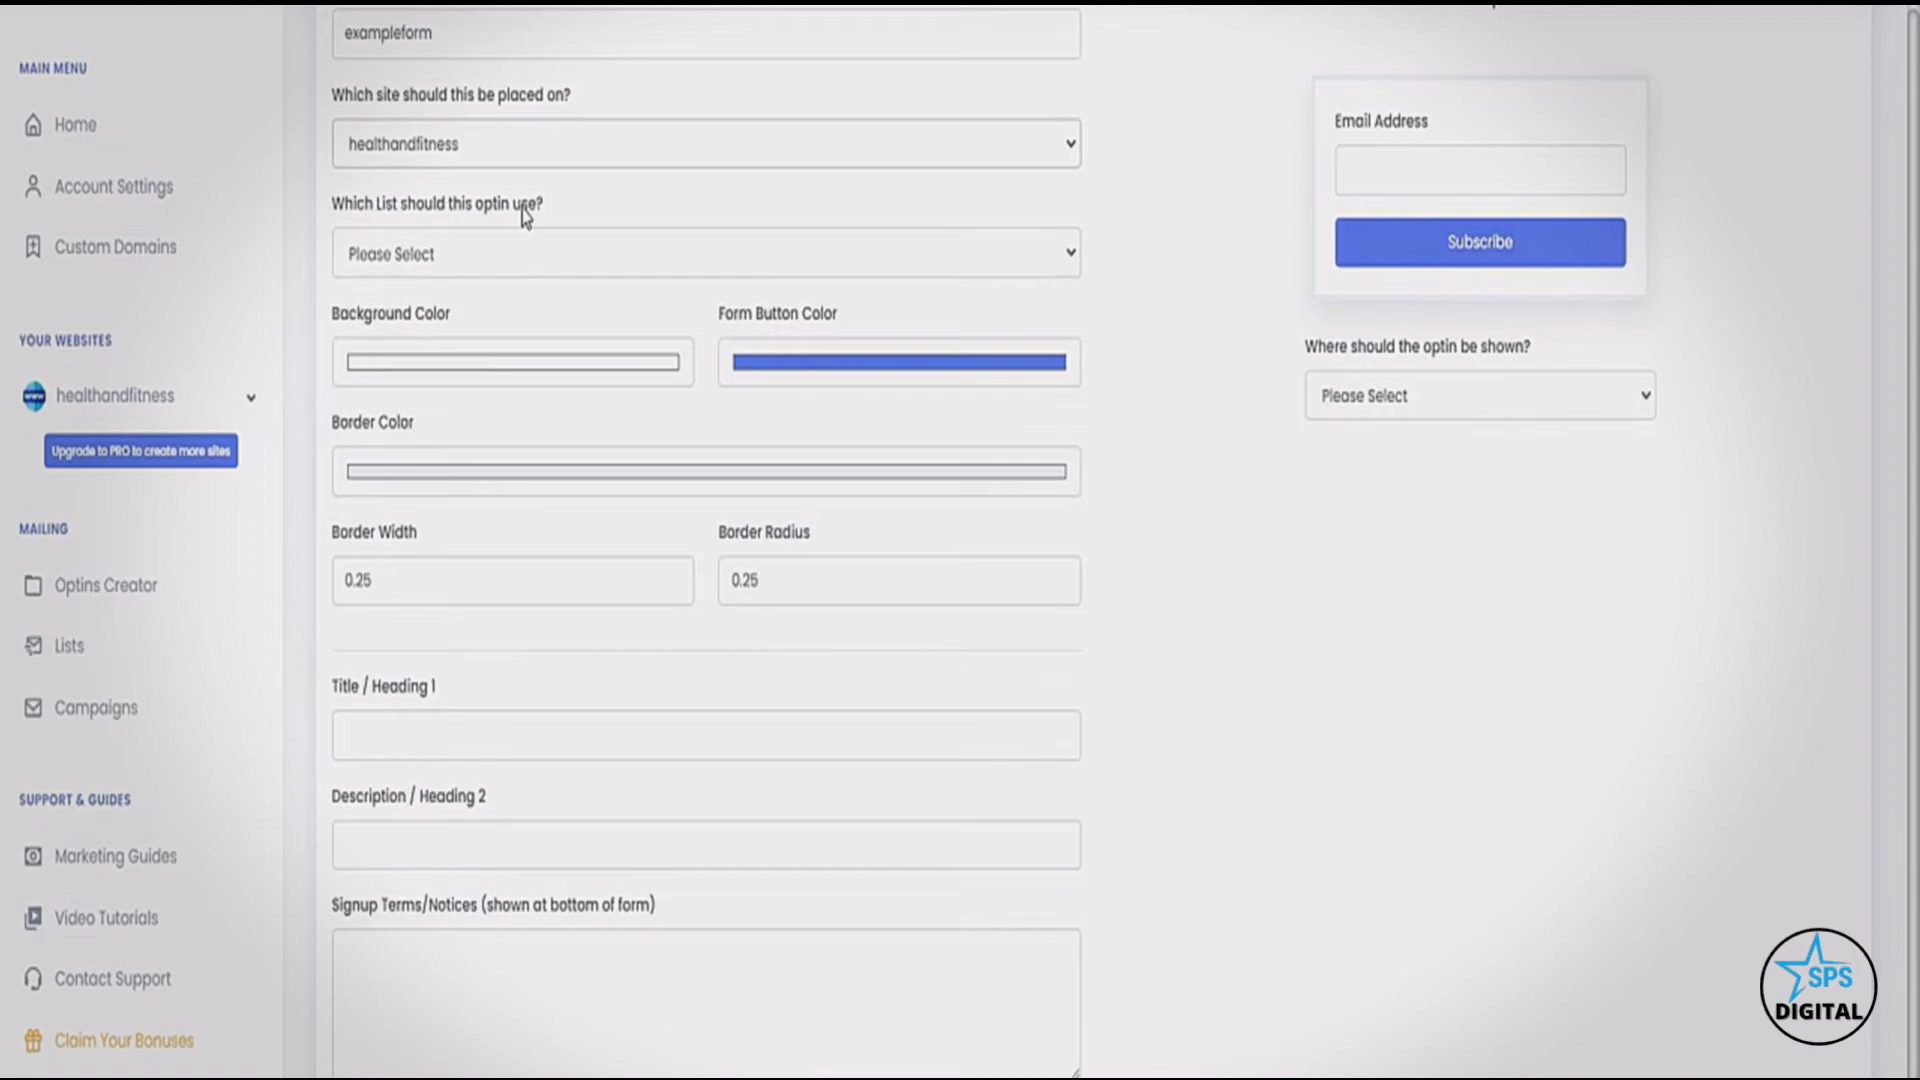 exampleform
MAIN MENU
Home
Account Settings
Custom Domains
YOUR WEBSITES
www
healthandfitness
Upgrade to PRO to create more sites
MAILING
Optins Creator
Lists
Campaigns
SUPPORT & GUIDES
Marketing Guides
Video Tutorials
Contact Support
Claim Your Bonuses
Which site should this be placed on?
healthandfitness
Which List should this optin use?
Please Select
Background Color
Form Button Color
Border Color
Border Width
Border Radius
0.25
0.25
Title / Heading 1
Description / Heading 2
Signup Terms/Notices (shown at bottom of form)
Email Address
Subscribe
Where should the optin be shown?
Please Select
SPS
DIGITAL